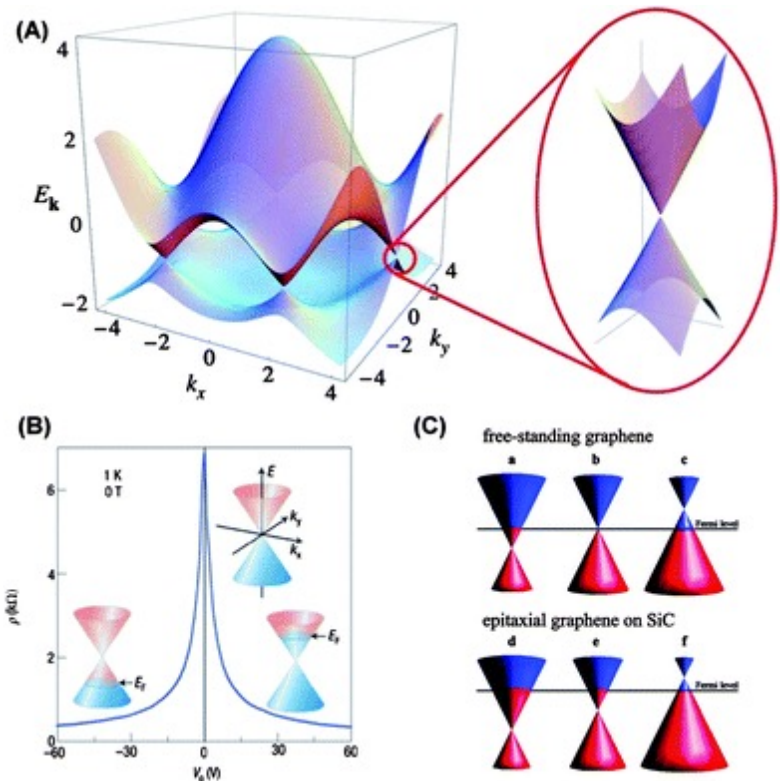 (A)
4
2
0
−2
E_k
−4
−2
0
2
4
k_x
−4
−2
0
2
4
k_y
(B)
1 K
0 T
6
4
2
0
ρ (kΩ)
E
k_y
k_x
E_F
E_F
−60
−30
0
30
60
V_g (V)
(C)
free-standing graphene
a b c
Fermi level
epitaxial graphene on SiC
d e f
Fermi level